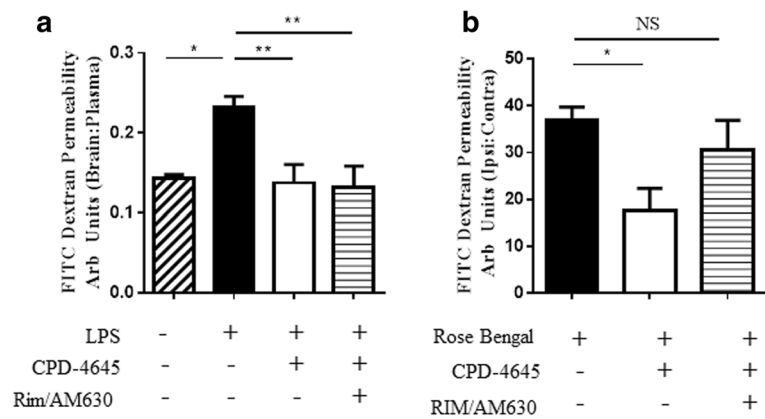 a
b
FITC Dextran Permeability
Arb Units (Brain:Plasma)
0.3
0.2
0.1
0.0
*
**
**
LPS - + + +
CPD-4645 - - + +
Rim/AM630 - - - +
FITC Dextran Permeability
Arb Units (Ipsi:Contra)
50
40
30
20
10
0
NS
*
Rose Bengal + + +
CPD-4645 - + +
RIM/AM630 - - +